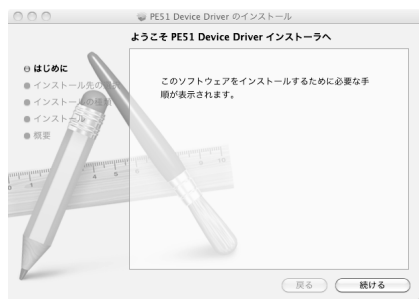 PE51 Device Driver のインストール
ようこそ PE51 Device Driver インストーラへ
はじめに
インストール先の選択
インストールの種類
インストール
概要
このソフトウェアをインストールするために必要な手
順が表示されます。
戻る
続ける